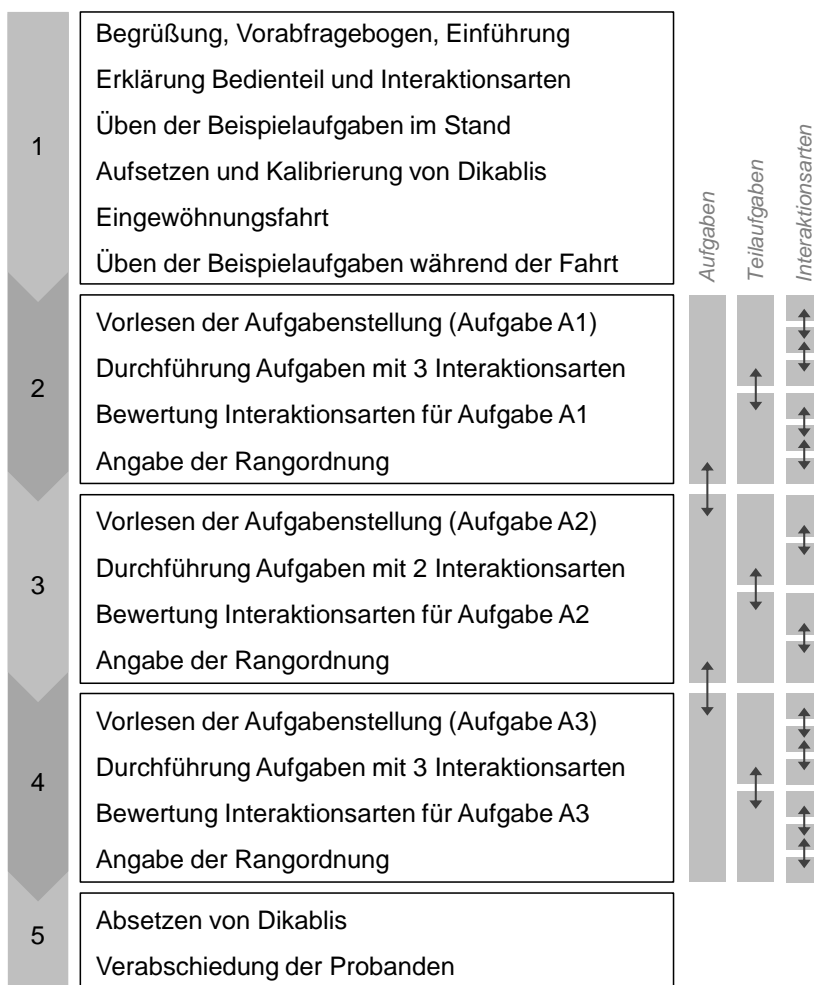 1
Begrüßung, Vorabfragebogen, Einführung
Erklärung Bedienteil und Interaktionsarten
Üben der Beispielaufgaben im Stand
Aufsetzen und Kalibrierung von Dikablis
Eingewöhnungsfahrt
Üben der Beispielaufgaben während der Fahrt
Aufgaben
Teilaufgaben
Interaktionsarten
2
Vorlesen der Aufgabenstellung (Aufgabe A1)
Durchführung Aufgaben mit 3 Interaktionsarten
Bewertung Interaktionsarten für Aufgabe A1
Angabe der Rangordnung
3
Vorlesen der Aufgabenstellung (Aufgabe A2)
Durchführung Aufgaben mit 2 Interaktionsarten
Bewertung Interaktionsarten für Aufgabe A2
Angabe der Rangordnung
4
Vorlesen der Aufgabenstellung (Aufgabe A3)
Durchführung Aufgaben mit 3 Interaktionsarten
Bewertung Interaktionsarten für Aufgabe A3
Angabe der Rangordnung
5
Absetzen von Dikablis
Verabschiedung der Probanden